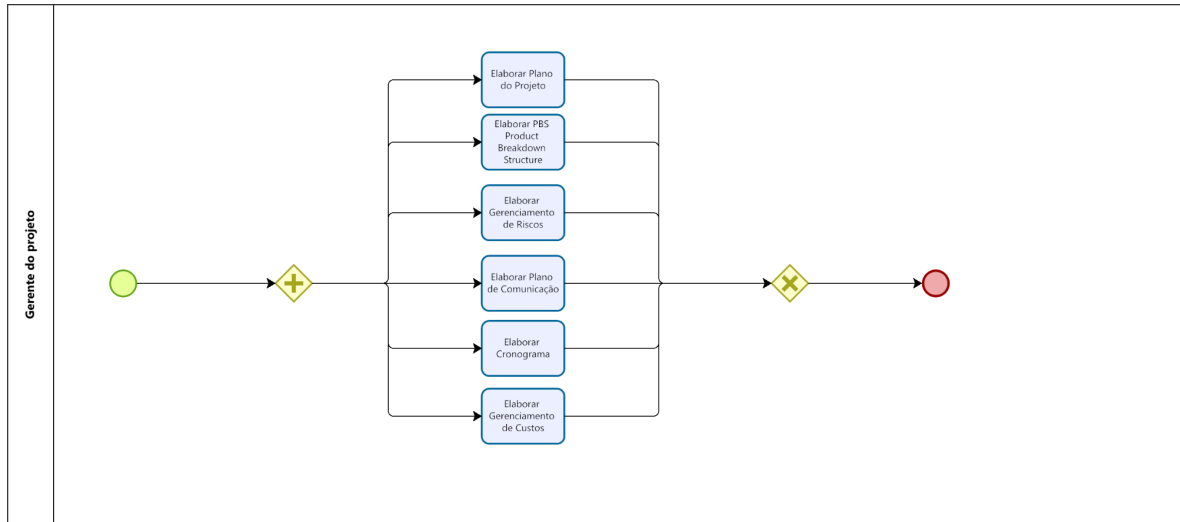 Gerente do projeto
Elaborar Plano
do Projeto
Elaborar PBS
Product
Breakdown
Structure
Elaborar
Gerenciamento
de Riscos
Elaborar Plano
de Comunicação
Elaborar
Cronograma
Elaborar
Gerenciamento
de Custos